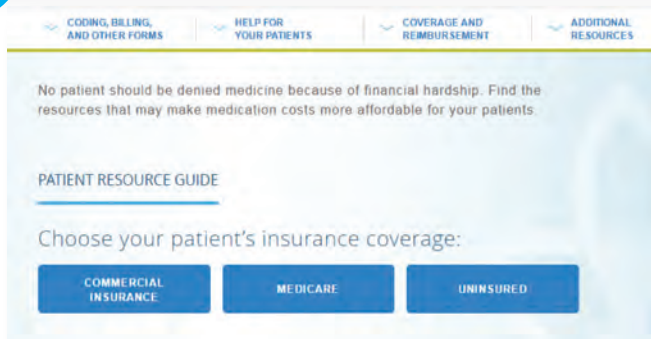 CODING, BILLING,
AND OTHER FORMS
HELP FOR
YOUR PATIENTS
COVERAGE AND
REIMBURSEMENT
ADDITIONAL
RESOURCES
No patient should be denied medicine because of financial hardship. Find the
resources that may make medication costs more affordable for your patients.
PATIENT RESOURCE GUIDE
Choose your patient's insurance coverage:
COMMERCIAL
INSURANCE
MEDICARE
UNINSURED